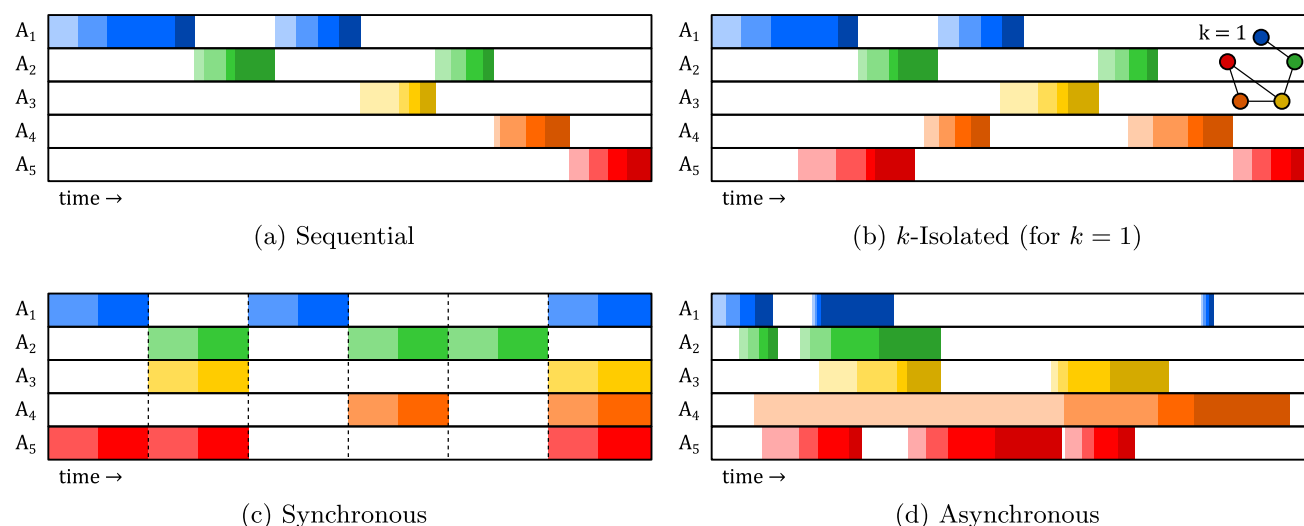 A₁
A₂
A₃
A₄
A₅
time →
(a) Sequential
A₁
k = 1
A₂
A₃
A₄
A₅
time →
(b) k-Isolated (for k = 1)
A₁
A₂
A₃
A₄
A₅
time →
(c) Synchronous
A₁
A₂
A₃
A₄
A₅
time →
(d) Asynchronous